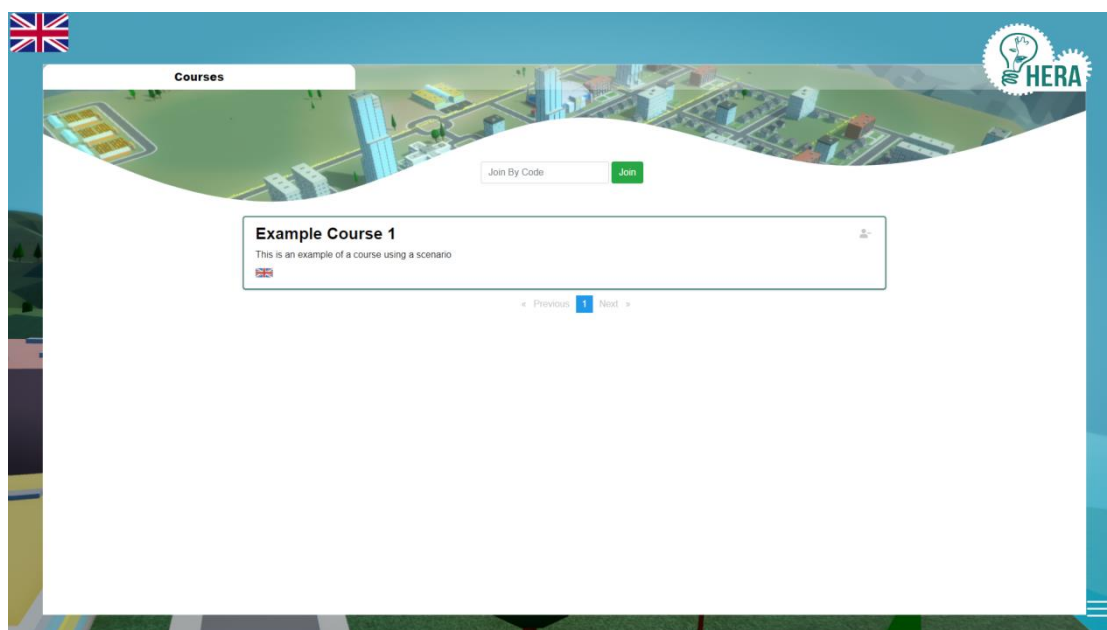 HERA
Courses
Join By Code
Join
Example Course 1
This is an example of a course using a scenario
« Previous 1 Next »